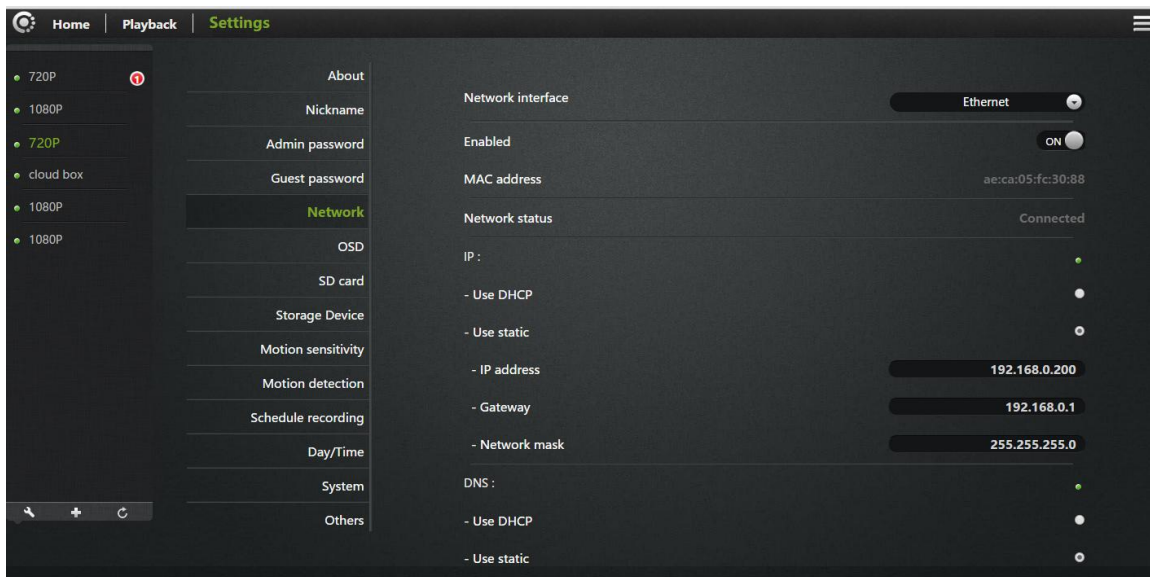 Home | Playback | Settings
720P 1
1080P
720P
cloud box
1080P
1080P
About
Nickname
Admin password
Guest password
Network
OSD
SD card
Storage Device
Motion sensitivity
Motion detection
Schedule recording
Day/Time
System
Others
Network interface Ethernet
Enabled ON
MAC address ae:ca:05:fc:30:88
Network status Connected
IP :
- Use DHCP
- Use static
- IP address 192.168.0.200
- Gateway 192.168.0.1
- Network mask 255.255.255.0
DNS :
- Use DHCP
- Use static